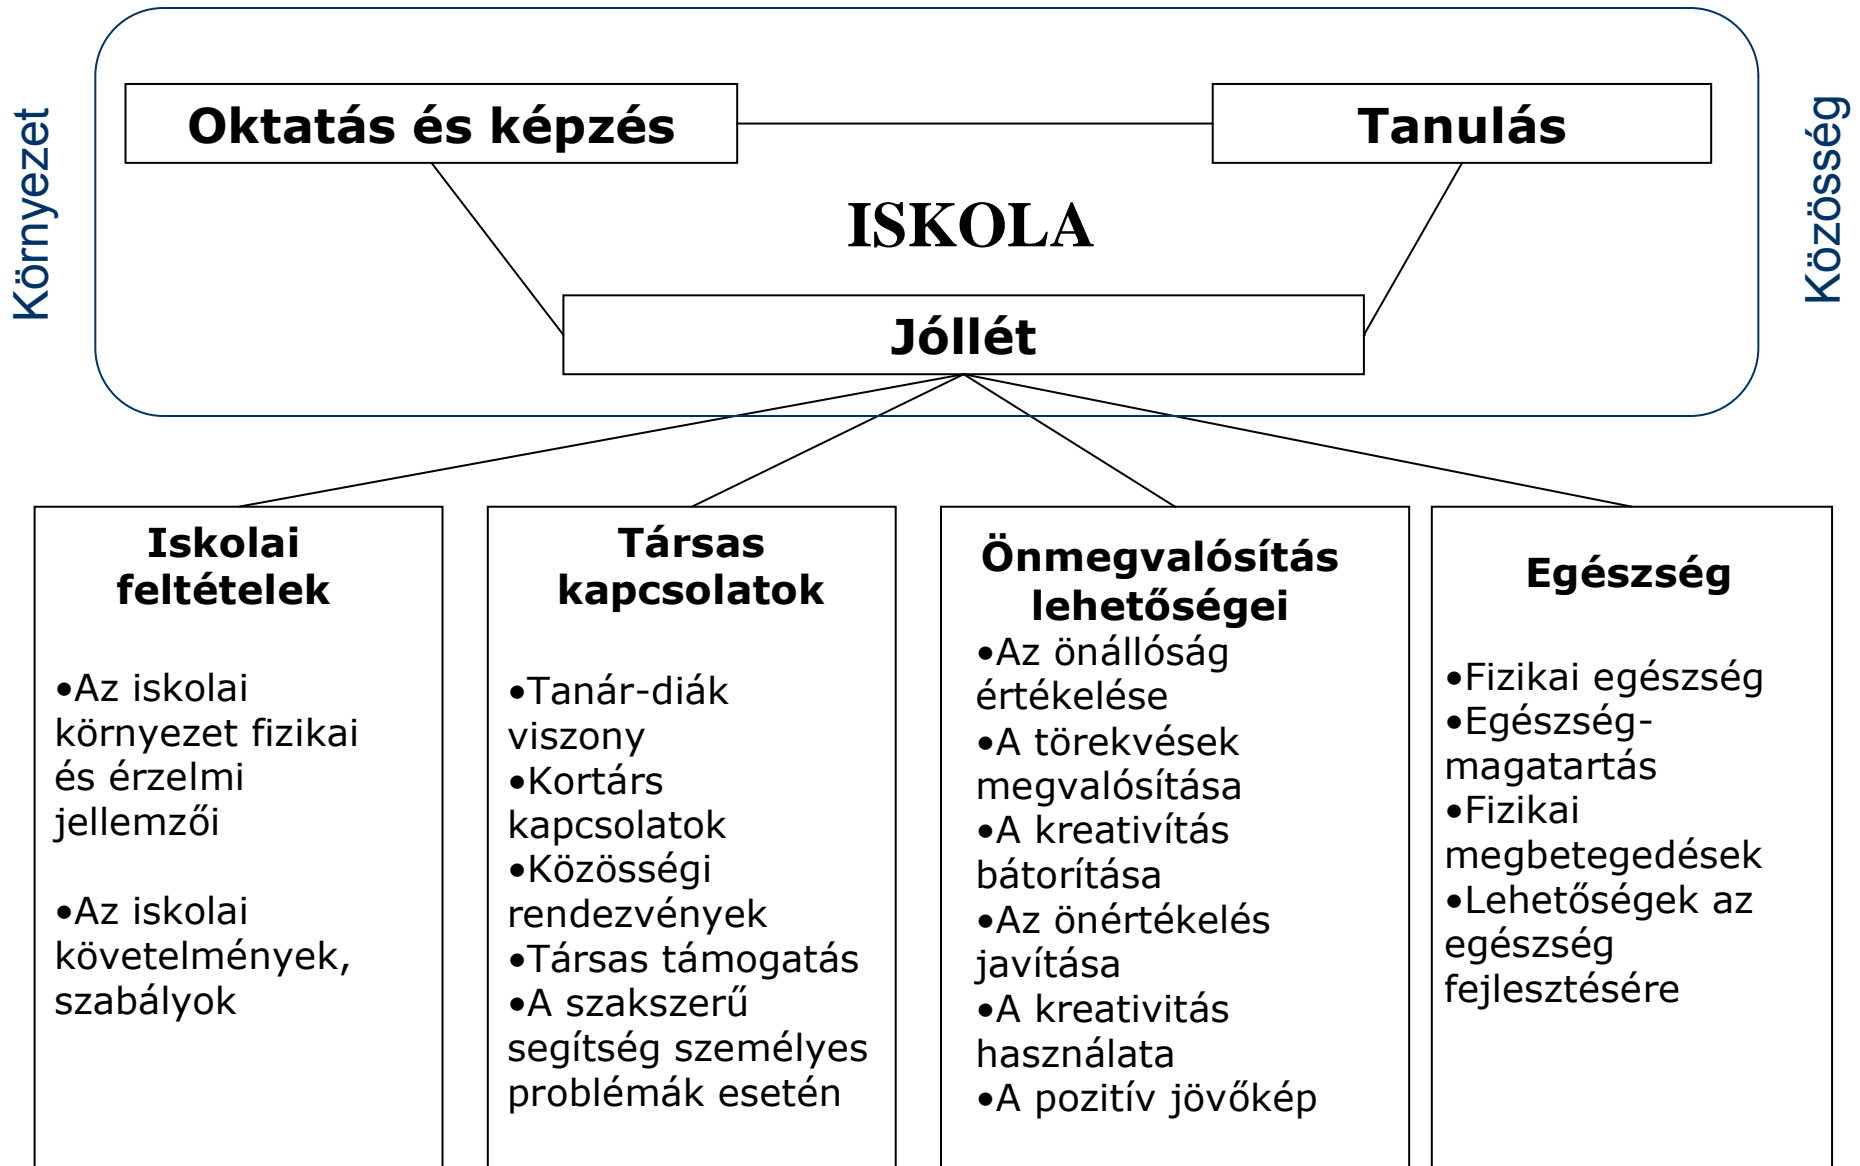 Környezet
Közösség
Oktatás és képzés
Tanulás
ISKOLA
Jóllét
Iskolai
feltételek
•Az iskolai
környezet fizikai
és érzelmi
jellemzői
•Az iskolai
követelmények,
szabályok
Társas
kapcsolatok
•Tanár-diák
viszony
•Kortárs
kapcsolatok
•Közösségi
rendezvények
•Társas támogatás
•A szakszerű
segítség személyes
problémák esetén
Önmegvalósítás
lehetőségei
•Az önállóság
értékelése
•A törekvések
megvalósítása
•A kreativítás
bátorítása
•Az önértékelés
javítása
•A kreativitás
használata
•A pozitív jövőkép
Egészség
•Fizikai egészség
•Egészség-
magatartás
•Fizikai
megbetegedések
•Lehetőségek az
egészség
fejlesztésére